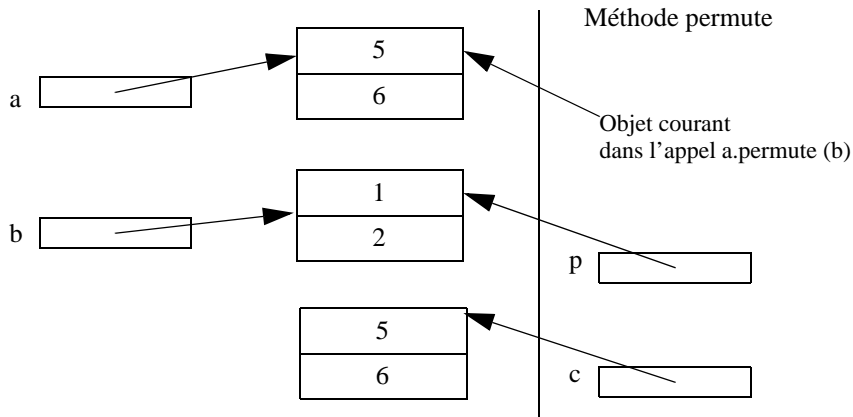 Méthode permute
5
a
6
Objet courant
dans l’appel a.permute (b)
1
b
2
p
5
6
c